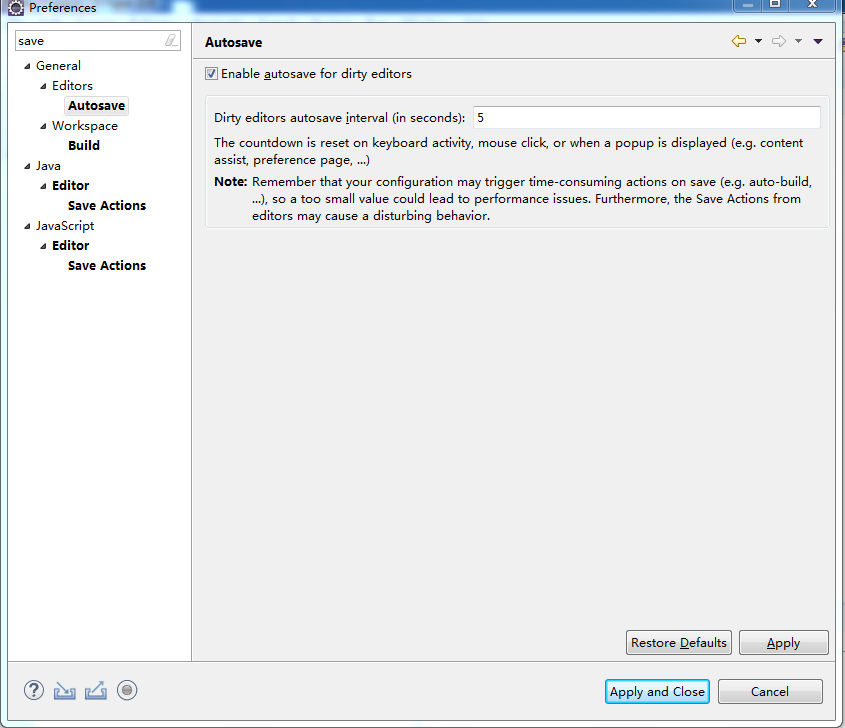 Preferences
save
General
Editors
Autosave
Workspace
Build
Java
Editor
Save Actions
JavaScript
Editor
Save Actions
Autosave
Enable autosave for dirty editors
Dirty editors autosave interval (in seconds): 5
The countdown is reset on keyboard activity, mouse click, or when a popup is displayed (e.g. content
assist, preference page, ...)
Note: Remember that your configuration may trigger time-consuming actions on save (e.g. auto-build,
...), so a too small value could lead to performance issues. Furthermore, the Save Actions from
editors may cause a disturbing behavior.
Restore Defaults Apply
Apply and Close Cancel